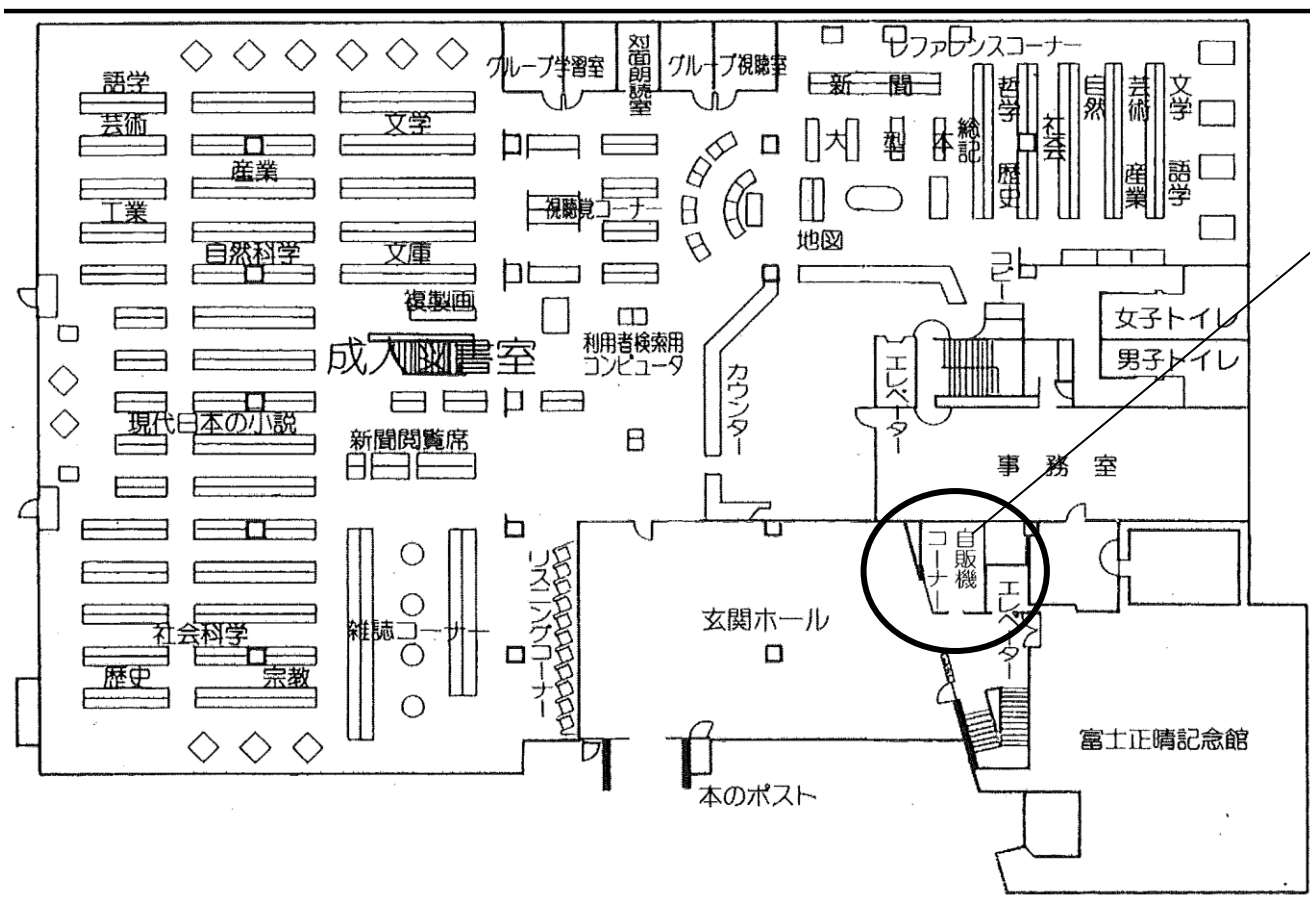 グループ学習室
対面朗読室
グループ視聴室
レファレンスコーナー
語学
芸術
文学
産業
工業
視聴覚コーナー
自然科学
文庫
複製画
成人図書室
利用者検索用
コンピュータ
現代日本の小説
新聞閲覧席
社会科学
歴史
宗教
雑誌コーナー
リスニングコーナー
新聞
大型本
総記
哲学
歴史
社会
自然
芸術
産業
文学
語学
地図
コピー
カウンター
エレベーター
女子トイレ
男子トイレ
事務室
自販機
コーナー
エレベーター
玄関ホール
本のポスト
富士正晴記念館